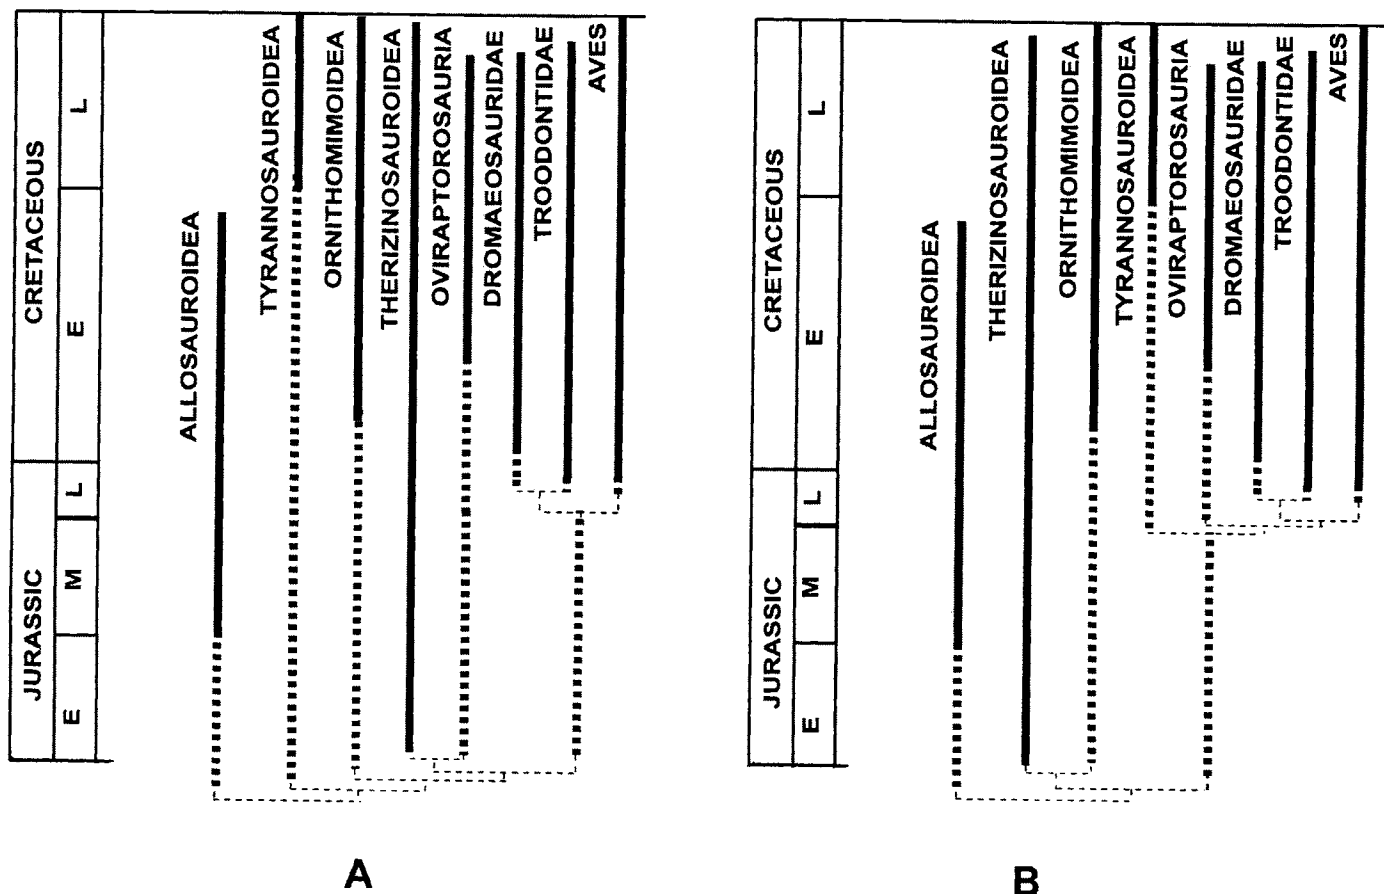 CRETACEOUS
L
E
JURASSIC
L
M
E
ALLOSAUROIDEA
TYRANNOSAUROIDEA
ORNITHOMIMOIDEA
THERIZINOSAUROIDEA
OVIRAPTOROSAURIA
DROMAEOSAURIDAE
TROODONTIDAE
AVES
A
CRETACEOUS
L
E
JURASSIC
L
M
E
ALLOSAUROIDEA
THERIZINOSAUROIDEA
ORNITHOMIMOIDEA
TYRANNOSAUROIDEA
OVIRAPTOROSAURIA
DROMAEOSAURIDAE
TROODONTIDAE
AVES
B